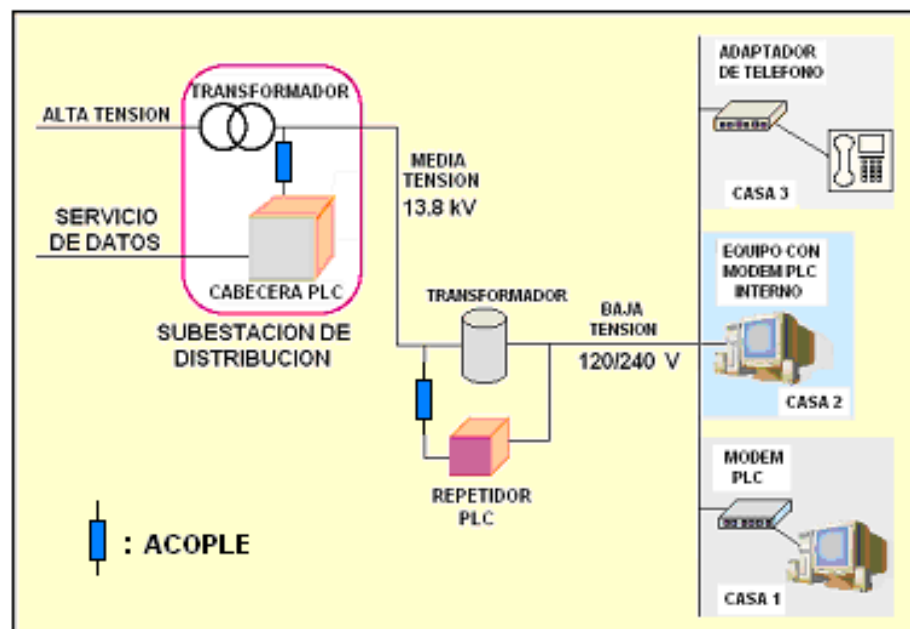 TRANSFORMADOR
ALTA TENSION
SERVICIO
DE DATOS
CABECERA PLC
SUBESTACION DE
DISTRIBUCION
MEDIA
TENSION
13.8 kV
TRANSFORMADOR
BAJA
TENSION
120/240 V
REPETIDOR
PLC
: ACOPLE
ADAPTADOR
DE TELEFONO
CASA 3
EQUIPO CON
MODEM PLC
INTERNO
CASA 2
MODEM
PLC
CASA 1